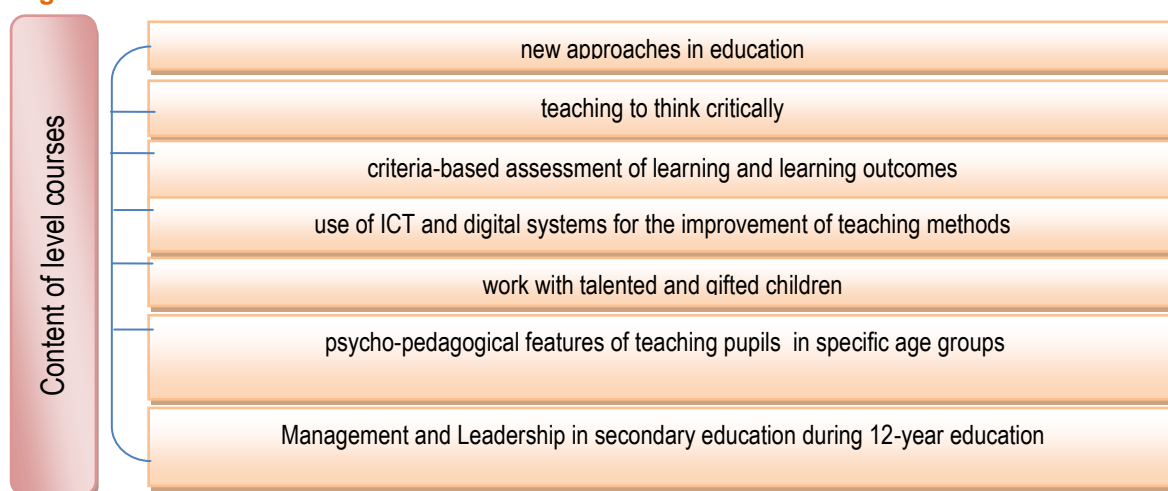 Content of level courses
new approaches in education
teaching to think critically
criteria-based assessment of learning and learning outcomes
use of ICT and digital systems for the improvement of teaching methods
work with talented and gifted children
psycho-pedagogical features of teaching pupils in specific age groups
Management and Leadership in secondary education during 12-year education